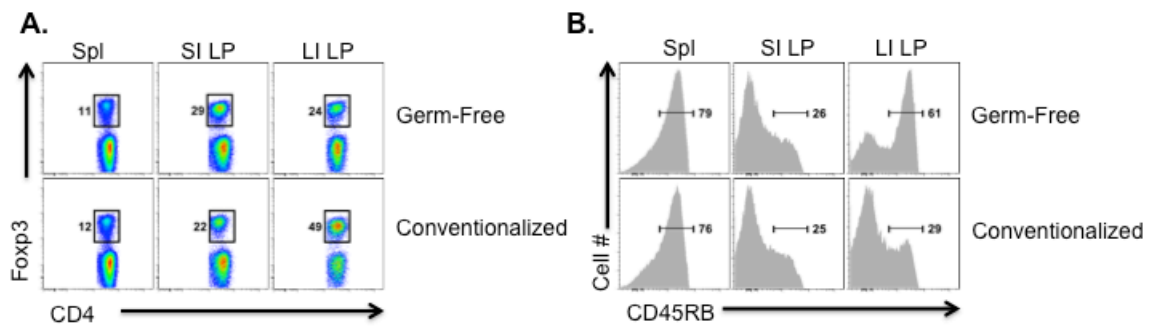 A.
Spl SI LP LI LP
11 29 24 Germ-Free
12 22 49 Conventionalized
Foxp3
CD4
B.
Spl SI LP LI LP
79 26 61 Germ-Free
76 25 29 Conventionalized
Cell #
CD45RB